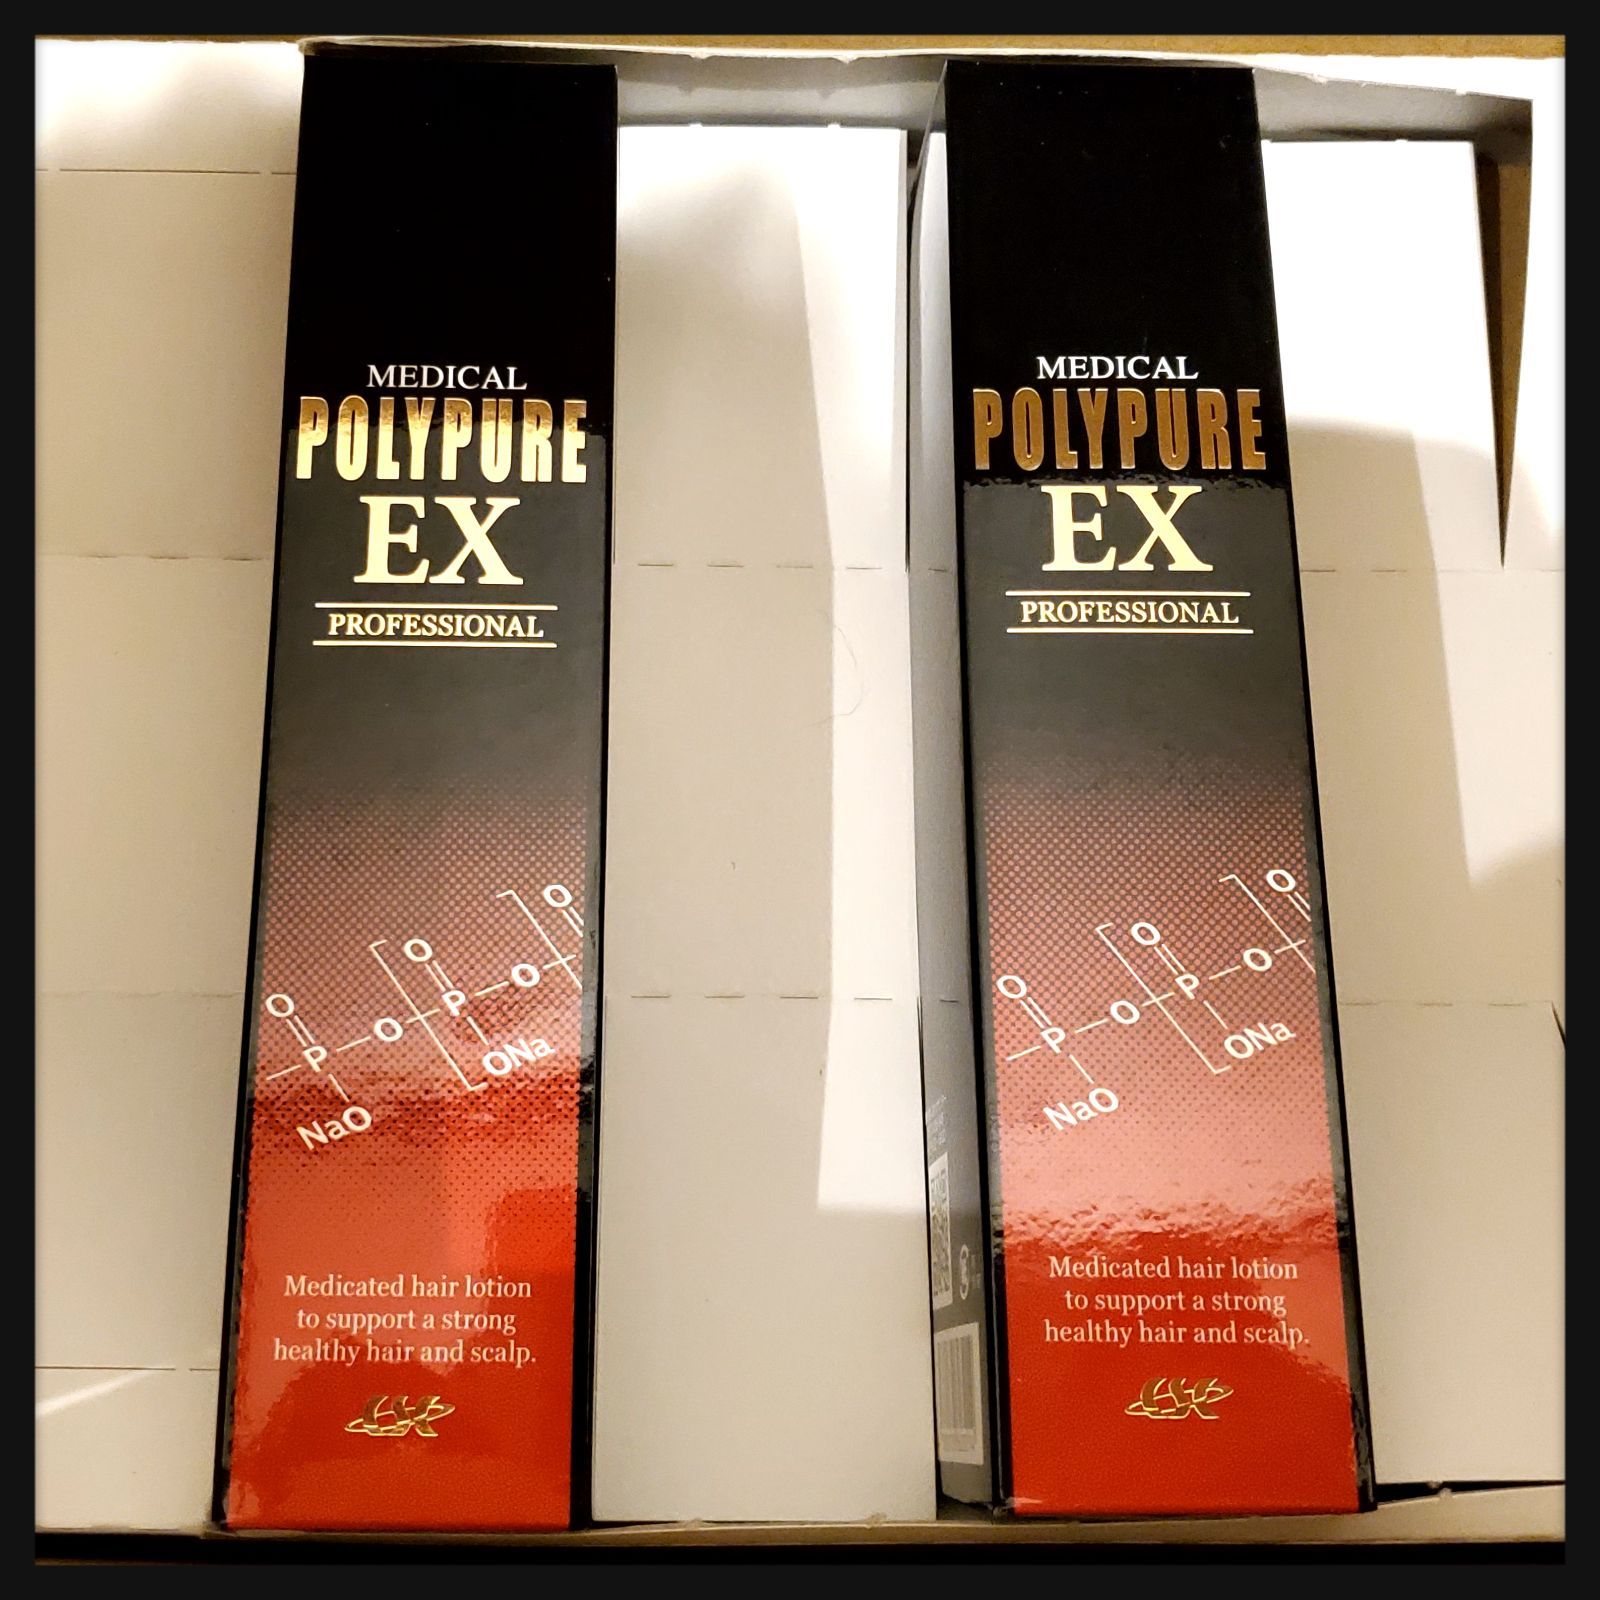 MEDICAL
POLYPURE
EX
PROFESSIONAL
O
O
O
P
O
P
O
ONa
NaO
Medicated hair lotion
to support a strong
healthy hair and scalp.
MEDICAL
POLYPURE
EX
PROFESSIONAL
O
O
O
P
O
P
O
ONa
NaO
Medicated hair lotion
to support a strong
healthy hair and scalp.